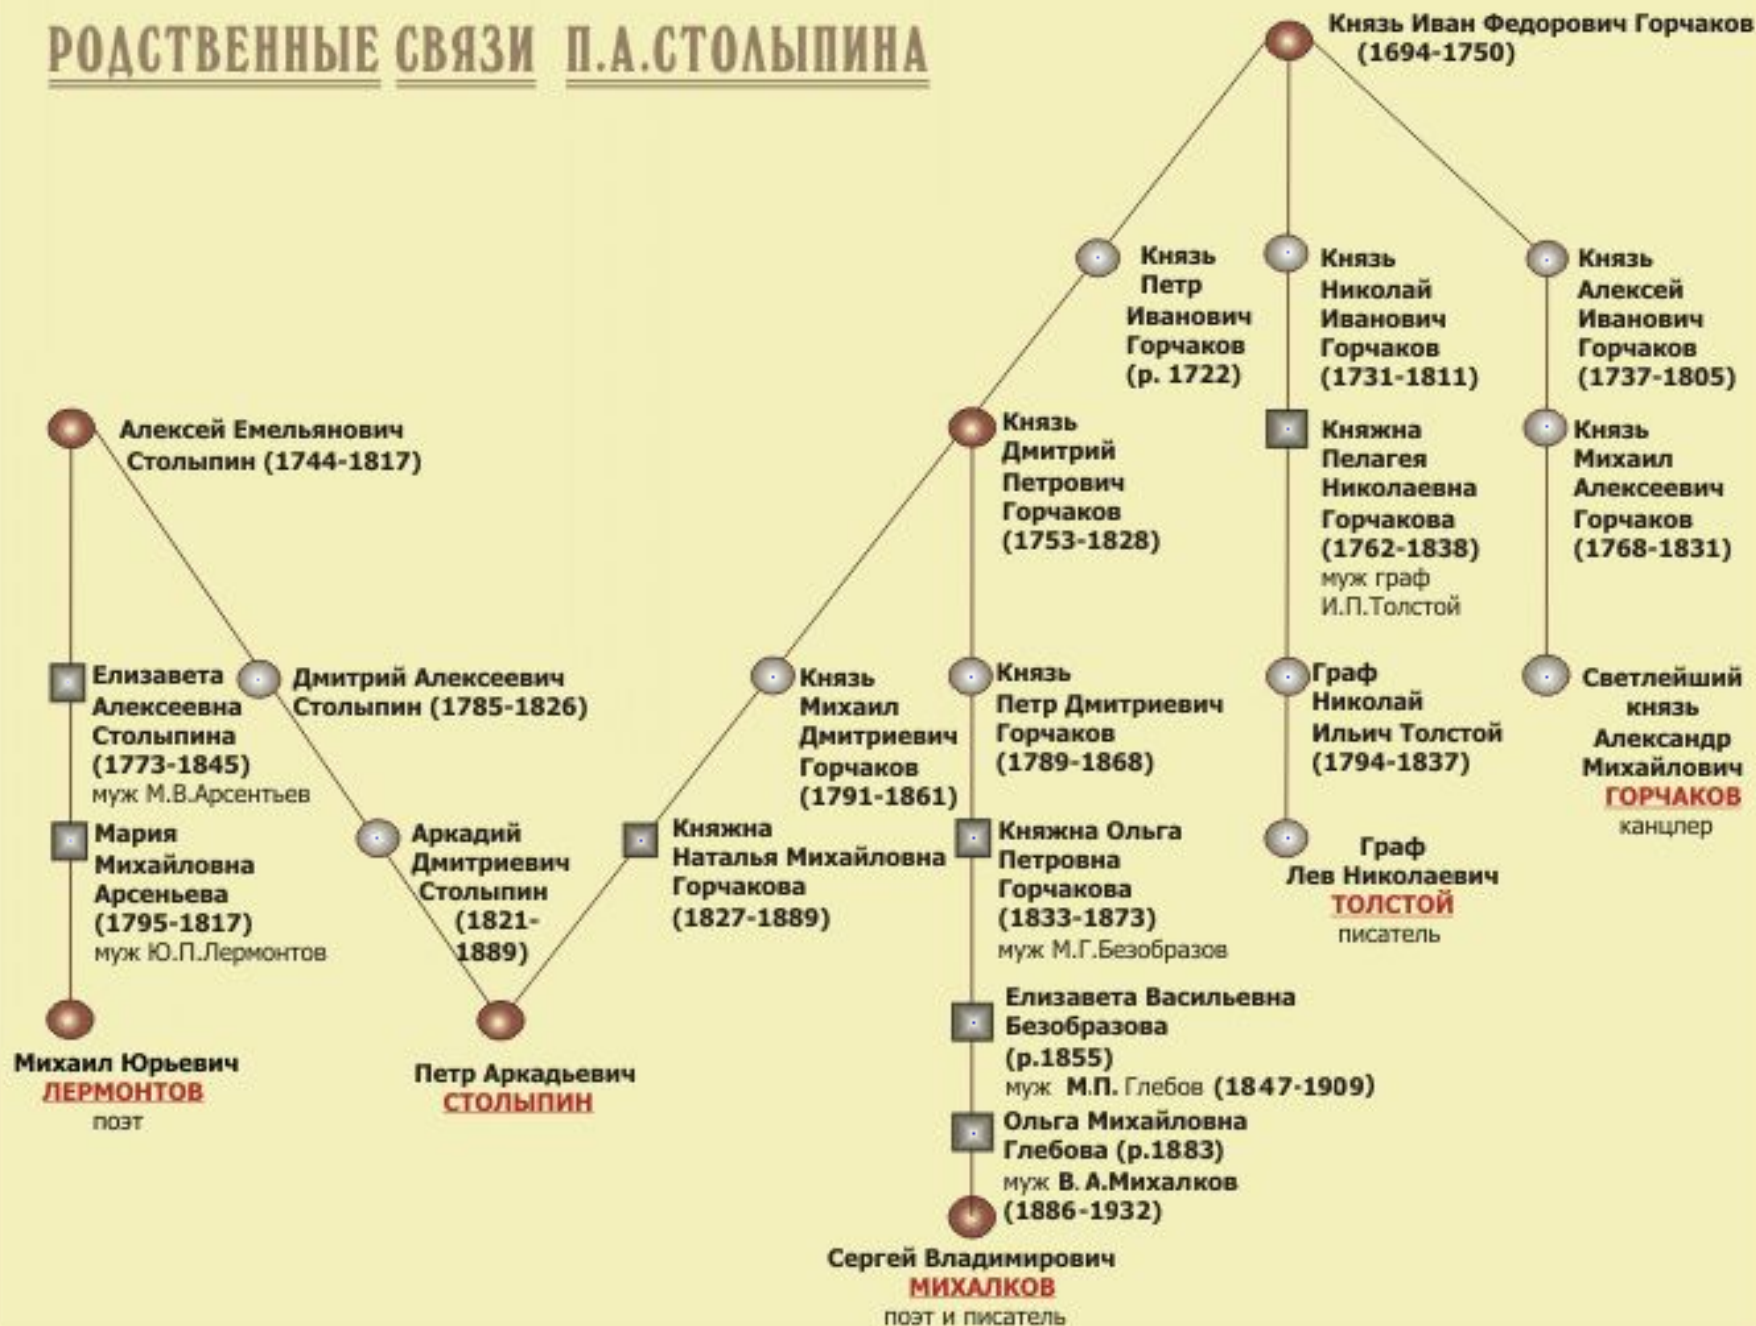 РОДСТВЕННЫЕ СВЯЗИ П.А.СТОЛЫПИНА
Князь Иван Федорович Горчаков
(1694-1750)
Князь
Петр
Иванович
Горчаков
(р. 1722)
Князь
Николай
Иванович
Горчаков
(1731-1811)
Князь
Алексей
Иванович
Горчаков
(1737-1805)
Алексей Емельянович
Столыпин (1744-1817)
Князь
Дмитрий
Петрович
Горчаков
(1753-1828)
Княжна
Пелагея
Николаевна
Горчакова
(1762-1838)
муж граф
И.П.Толстой
Князь
Михаил
Алексеевич
Горчаков
(1768-1831)
Елизавета
Алексеевна
Столыпина
(1773-1845)
муж М.В.Арсентьев
Дмитрий Алексеевич
Столыпин (1785-1826)
Князь
Михаил
Дмитриевич
Горчаков
(1791-1861)
Князь
Петр Дмитриевич
Горчаков
(1789-1868)
Граф
Николай
Ильич Толстой
(1794-1837)
Светлейший
князь
Александр
Михайлович
ГОРЧАКОВ
канцлер
Мария
Михайловна
Арсеньева
(1795-1817)
муж Ю.П.Лермонтов
Аркадий
Дмитриевич
Столыпин
(1821-
1889)
Княжна
Наталья Михайловна
Горчакова
(1827-1889)
Княжна Ольга
Петровна
Горчакова
(1833-1873)
муж М.Г.Безобразов
Граф
Лев Николаевич
ТОЛСТОЙ
писатель
Михаил Юрьевич
ЛЕРМОНТОВ
поэт
Петр Аркадьевич
СТОЛЫПИН
Елизавета Васильевна
Безобразова
(р.1855)
муж М.П. Глебов (1847-1909)
Ольга Михайловна
Глебова (р.1883)
муж В. А.Михалков
(1886-1932)
Сергей Владимирович
МИХАЛКОВ
поэт и писатель